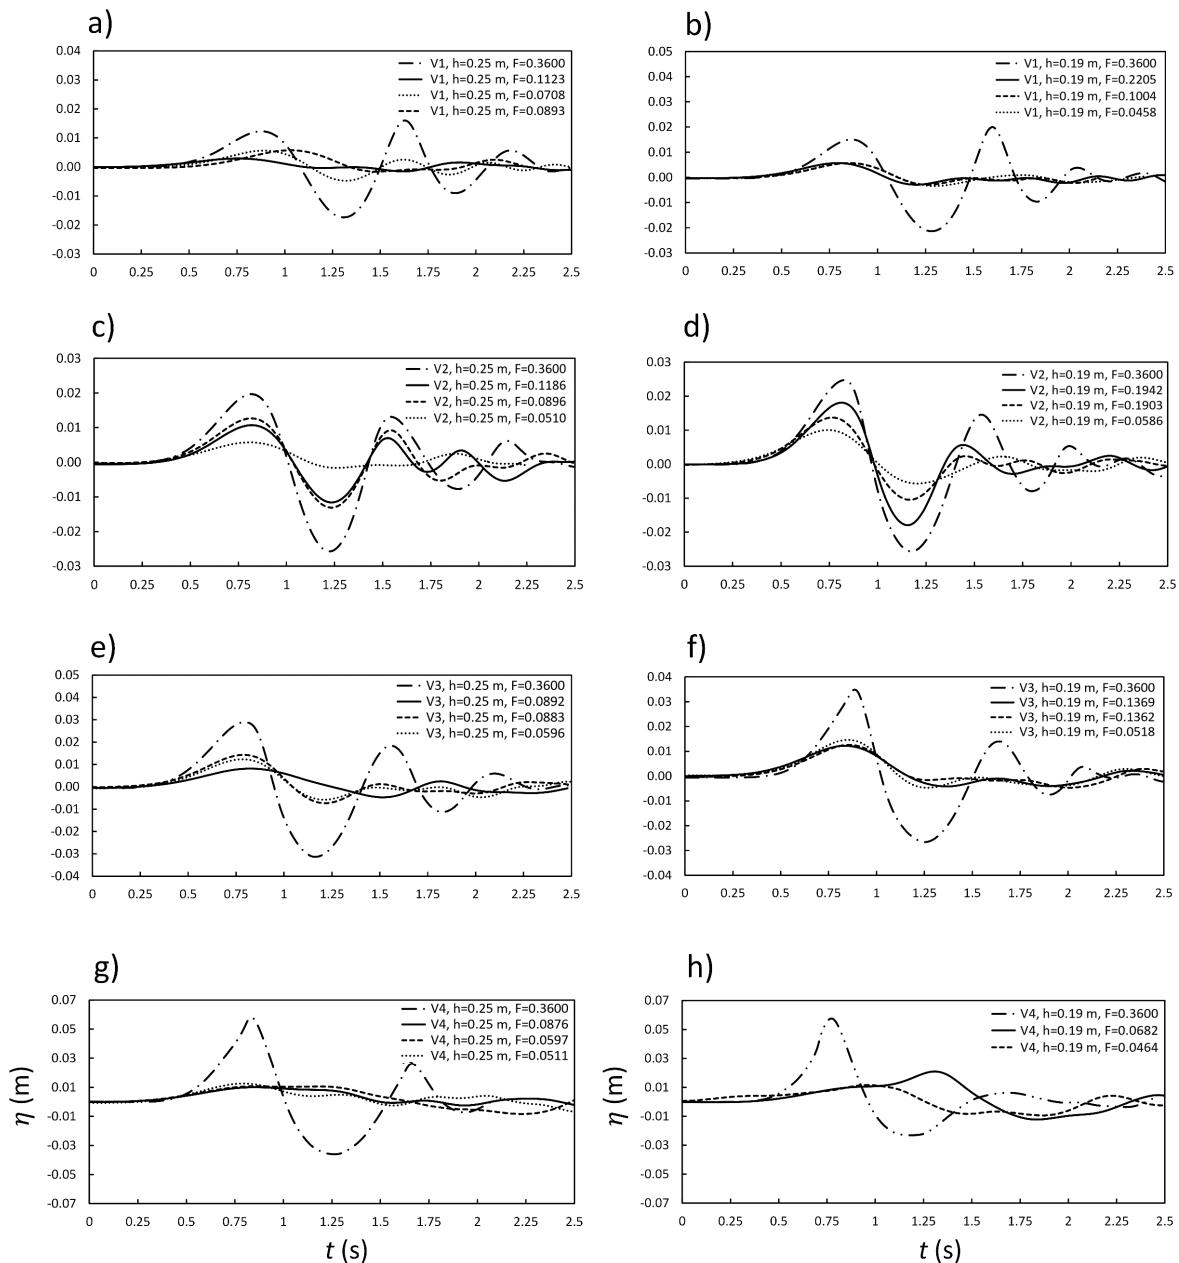 a)
0.04
0.03
0.02
0.01
0.00
-0.01
-0.02
-0.03
0 0.25 0.5 0.75 1 1.25 1.5 1.75 2 2.25 2.5
V1, h=0.25 m, F=0.3600
V1, h=0.25 m, F=0.1123
V1, h=0.25 m, F=0.0708
V1, h=0.25 m, F=0.0893
b)
0.05
0.04
0.03
0.02
0.01
0.00
-0.01
-0.02
-0.03
0 0.25 0.5 0.75 1 1.25 1.5 1.75 2 2.25 2.5
V1, h=0.19 m, F=0.3600
V1, h=0.19 m, F=0.2205
V1, h=0.19 m, F=0.1004
V1, h=0.19 m, F=0.0458
c)
0.03
0.02
0.01
0.00
-0.01
-0.02
-0.03
0 0.25 0.5 0.75 1 1.25 1.5 1.75 2 2.25 2.5
V2, h=0.25 m, F=0.3600
V2, h=0.25 m, F=0.1186
V2, h=0.25 m, F=0.0896
V2, h=0.25 m, F=0.0510
d)
0.03
0.02
0.01
0.00
-0.01
-0.02
-0.03
0 0.25 0.5 0.75 1 1.25 1.5 1.75 2 2.25 2.5
V2, h=0.19 m, F=0.3600
V2, h=0.19 m, F=0.1942
V2, h=0.19 m, F=0.1903
V2, h=0.19 m, F=0.0586
e)
0.05
0.04
0.03
0.02
0.01
0.00
-0.01
-0.02
-0.03
-0.04
0 0.25 0.5 0.75 1 1.25 1.5 1.75 2 2.25 2.5
V3, h=0.25 m, F=0.3600
V3, h=0.25 m, F=0.0892
V3, h=0.25 m, F=0.0883
V3, h=0.25 m, F=0.0596
f)
0.04
0.03
0.02
0.01
0.00
-0.01
-0.02
-0.03
-0.04
0 0.25 0.5 0.75 1 1.25 1.5 1.75 2 2.25 2.5
V3, h=0.19 m, F=0.3600
V3, h=0.19 m, F=0.1369
V3, h=0.19 m, F=0.1362
V3, h=0.19 m, F=0.0518
g)
0.07
0.05
0.03
0.01
-0.01
-0.03
-0.05
-0.07
0 0.25 0.5 0.75 1 1.25 1.5 1.75 2 2.25 2.5
V4, h=0.25 m, F=0.3600
V4, h=0.25 m, F=0.0876
V4, h=0.25 m, F=0.0597
V4, h=0.25 m, F=0.0511
η (m)
t (s)
h)
0.07
0.05
0.03
0.01
-0.01
-0.03
-0.05
-0.07
0 0.25 0.5 0.75 1 1.25 1.5 1.75 2 2.25 2.5
V4, h=0.19 m, F=0.3600
V4, h=0.19 m, F=0.0682
V4, h=0.19 m, F=0.0464
η (m)
t (s)